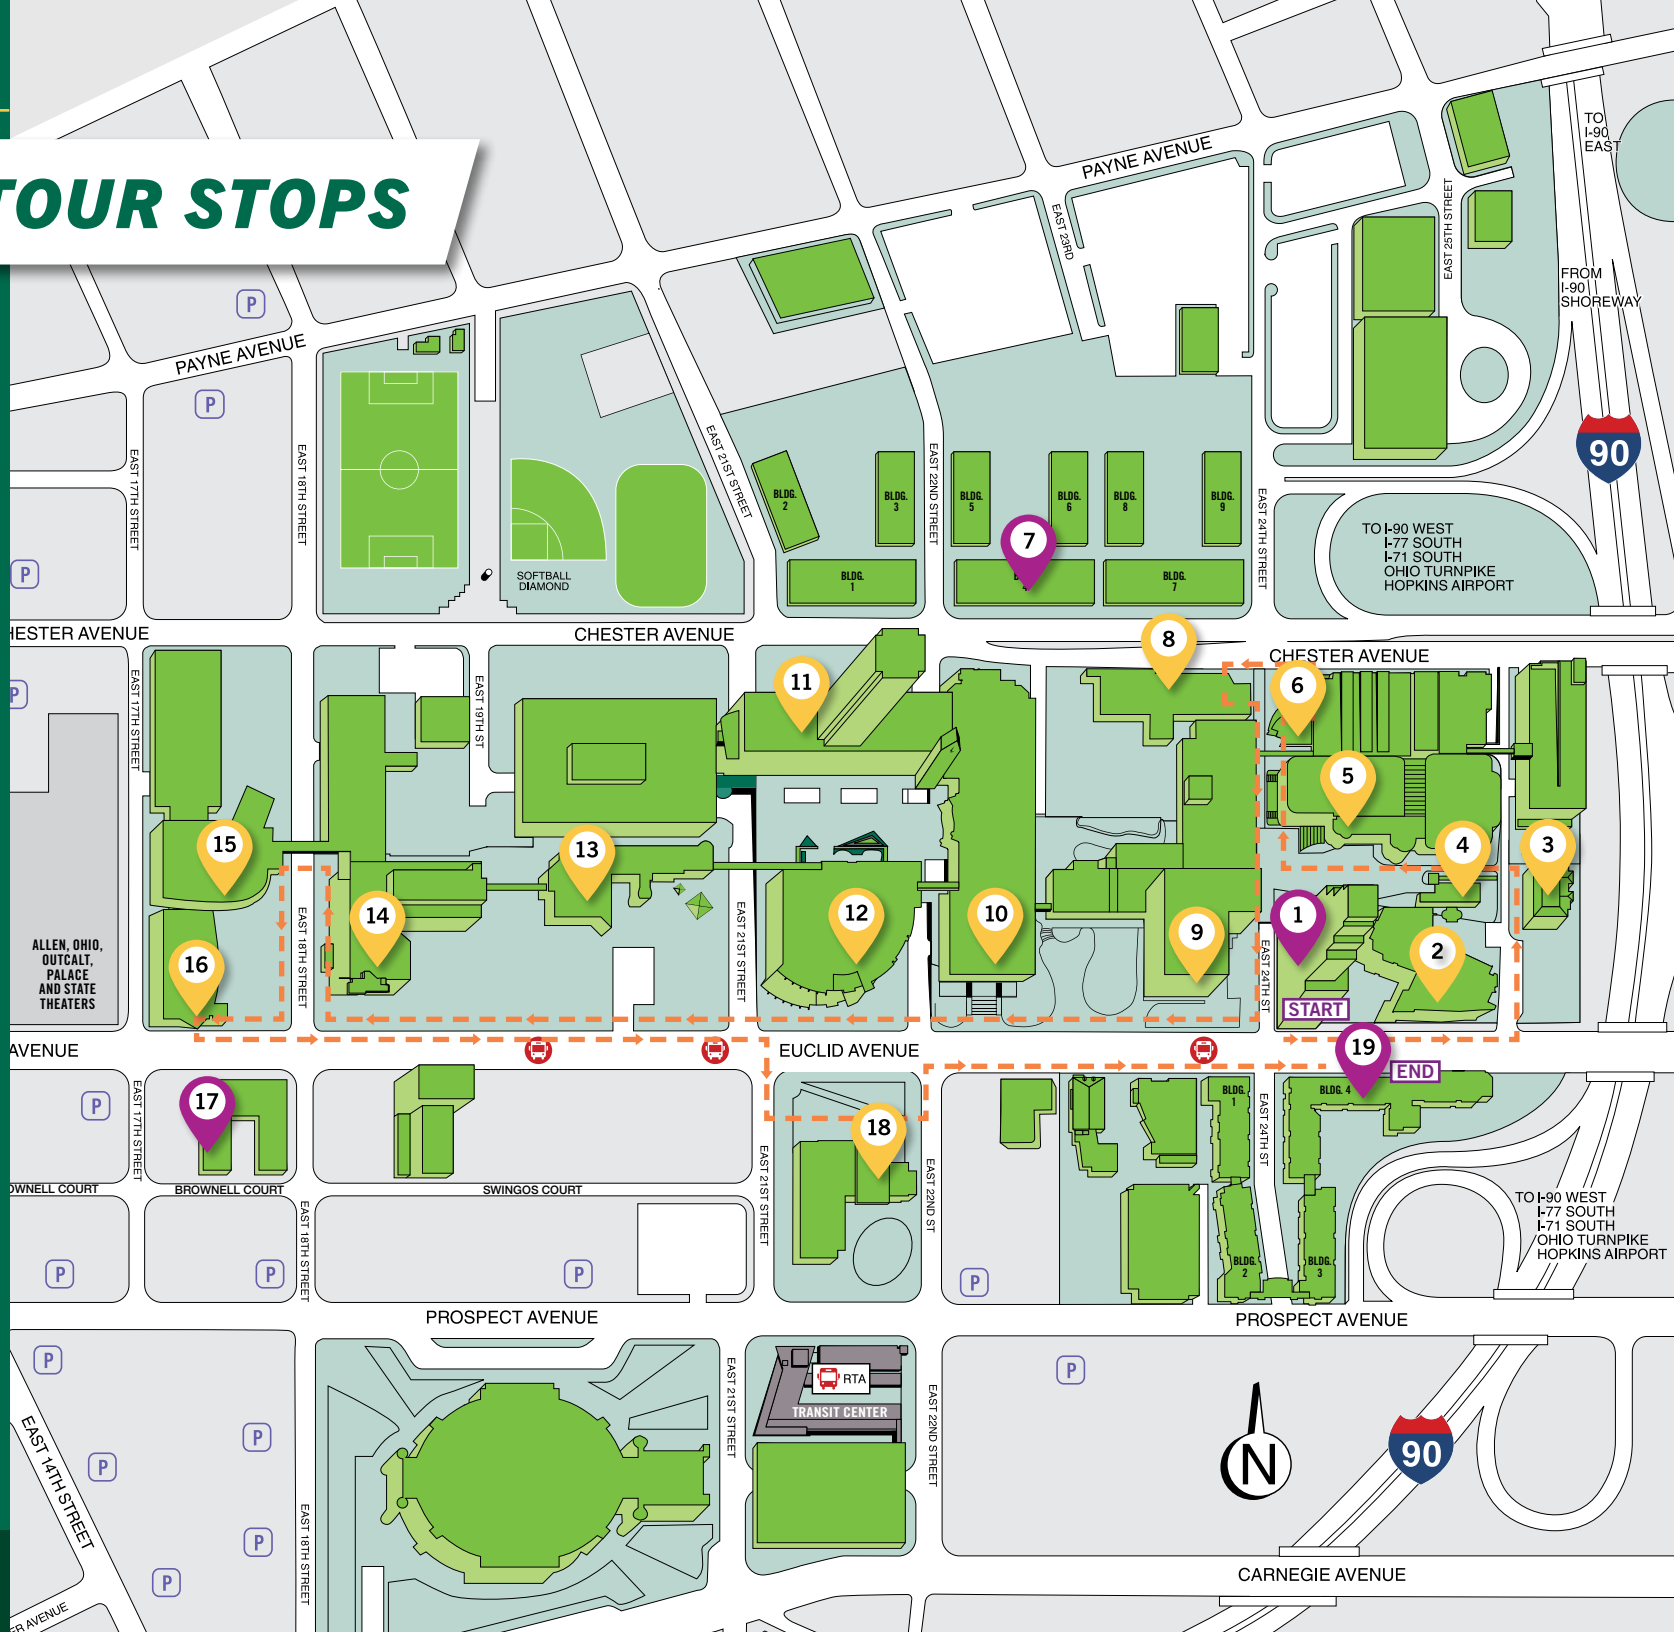 TOUR STOPS
PAYNE AVENUE
TO
I-90
EAST
EAST 23RD
EAST 25TH STREET
FROM
I-90
SHOREWAY
P
PAYNE AVENUE
P
90
EAST 17TH STREET
EAST 18TH STREET
EAST 21ST STREET
EAST 22ND STREET
EAST 24TH STREET
BLDG.
2
BLDG.
3
BLDG.
5
BLDG.
6
BLDG.
8
BLDG.
9
TO I-90 WEST
I-77 SOUTH
I-71 SOUTH
OHIO TURNPIKE
HOPKINS AIRPORT
7
P
SOFTBALL
DIAMOND
BLDG.
1
BLDG.
7
HESTER AVENUE
CHESTER AVENUE
CHESTER AVENUE
8
P
EAST 17TH STREET
EAST 19TH ST
11
6
5
15
13
4
3
14
12
10
1
9
2
16
ALLEN, OHIO,
OUTCALT,
PALACE
AND STATE
THEATERS
EAST 18TH STREET
EAST 21ST STREET
EAST 24TH ST
START
AVENUE
EUCLID AVENUE
19
END
P
EAST 17TH STREET
17
18
BLDG.
1
BLDG. 4
EAST 24TH ST
EAST 21ST STREET
EAST 22ND ST
OWNELL COURT
BROWNELL COURT
SWINGOS COURT
EAST 18TH STREET
TO I-90 WEST
I-77 SOUTH
I-71 SOUTH
OHIO TURNPIKE
HOPKINS AIRPORT
P
P
P
P
BLDG.
2
BLDG.
3
PROSPECT AVENUE
PROSPECT AVENUE
P
RTA
TRANSIT CENTER
P
EAST 21ST STREET
EAST 22ND STREET
EAST 14TH STREET
P
P
N
90
P
P
EAST 18TH STREET
CARNEGIE AVENUE
ER AVENUE